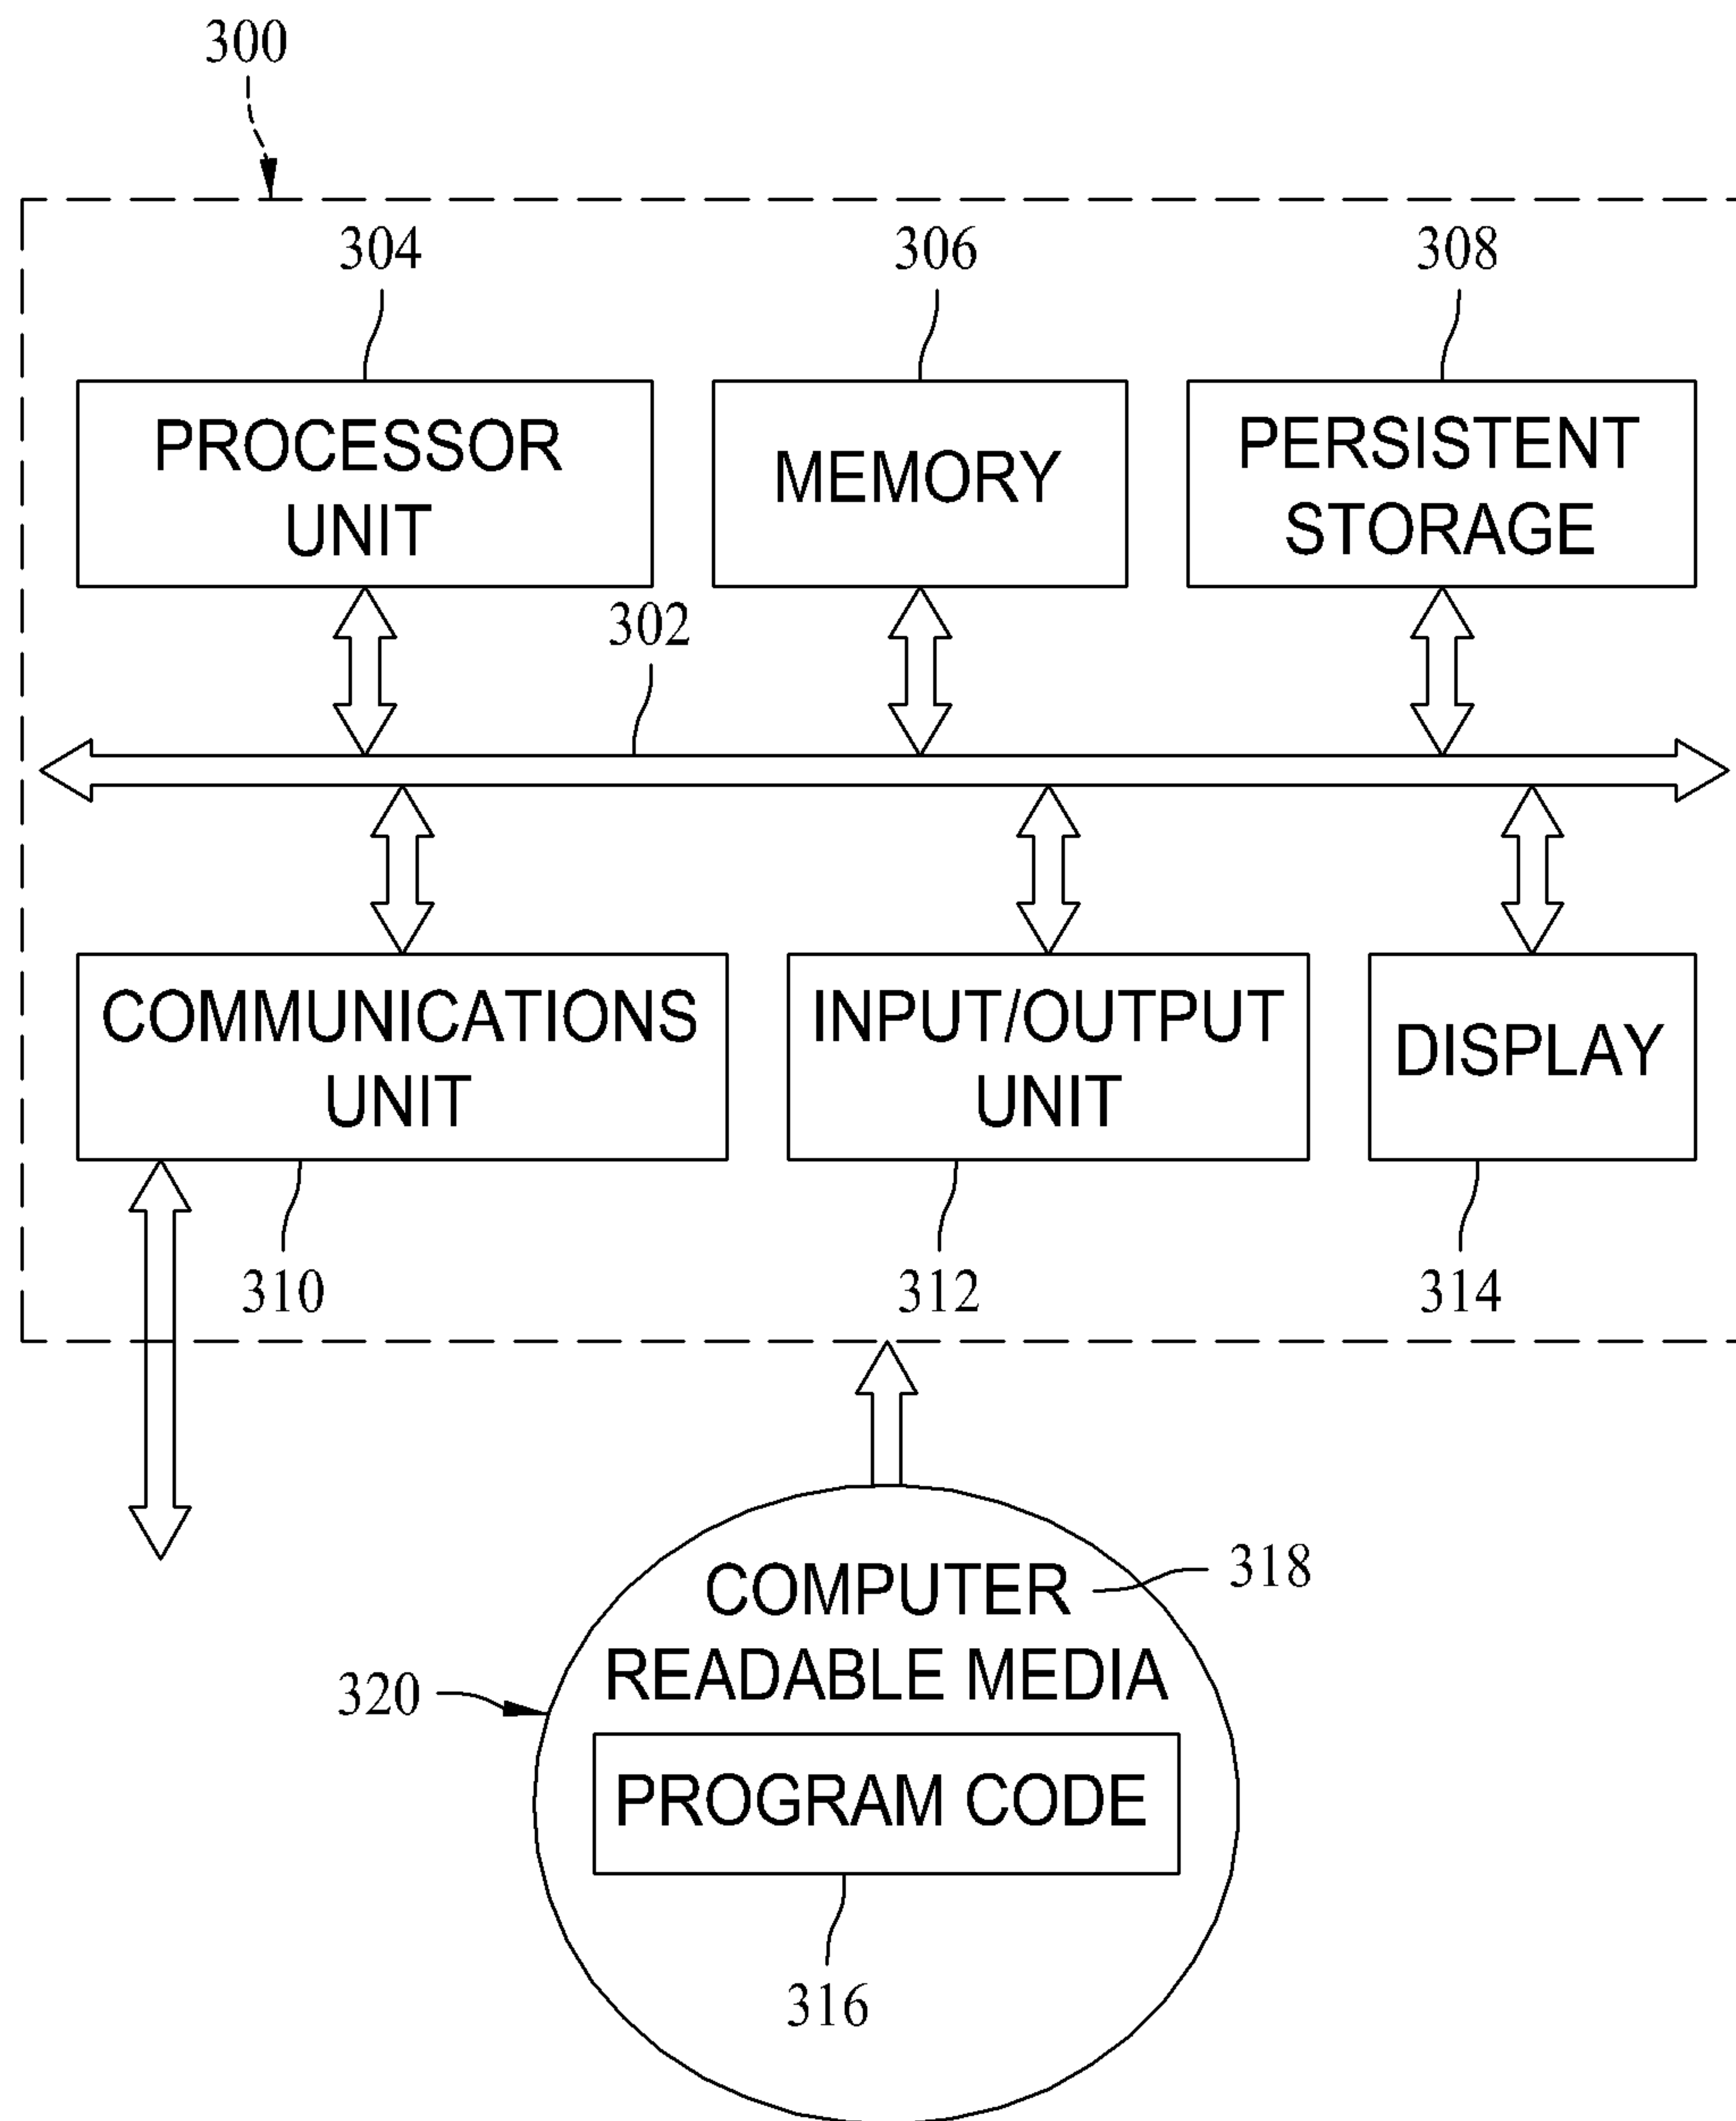 300
304
306
308
PROCESSOR
UNIT
MEMORY
PERSISTENT
STORAGE
302
COMMUNICATIONS
UNIT
INPUT/OUTPUT
UNIT
DISPLAY
310
312
314
COMPUTER
READABLE MEDIA
318
320
PROGRAM CODE
316